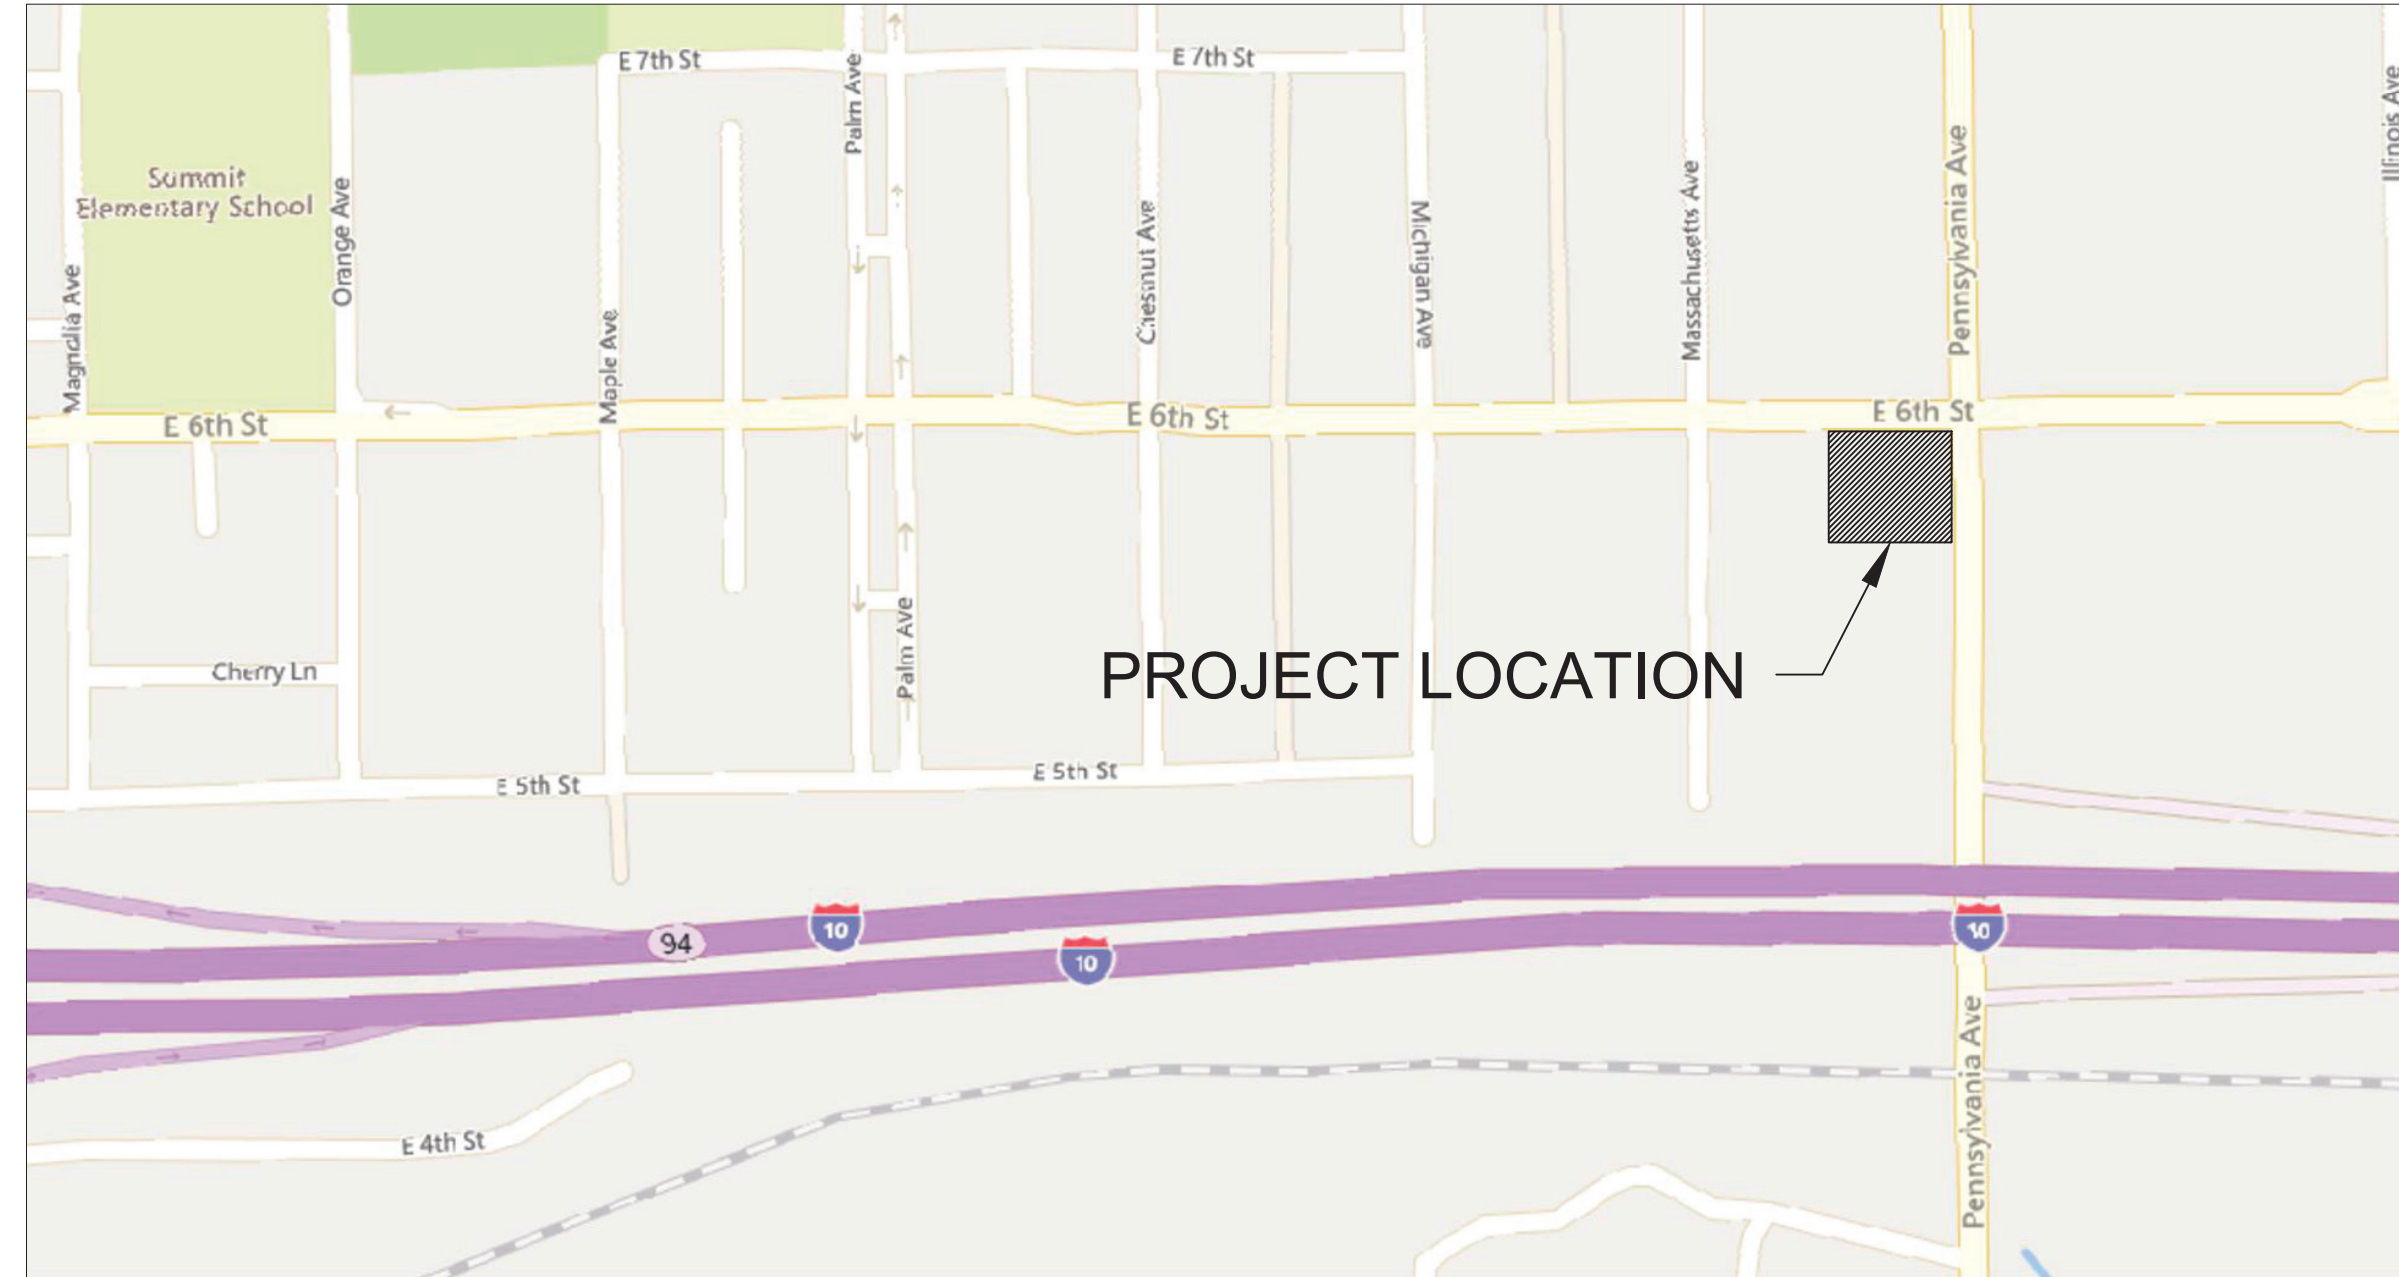 E 7th St
E 7th St
Palm Ave
Illinois Ave
Summit
Elementary School
Orange Ave
Magnolia Ave
Maple Ave
Chestnut Ave
Michigan Ave
Massachusetts Ave
Pennsylvania Ave
E 6th St
E 6th St
E 6th St
Palm Ave
PROJECT LOCATION
Cherry Ln
E 5th St
E 5th St
94
10
10
10
Pennsylvania Ave
E 4th St